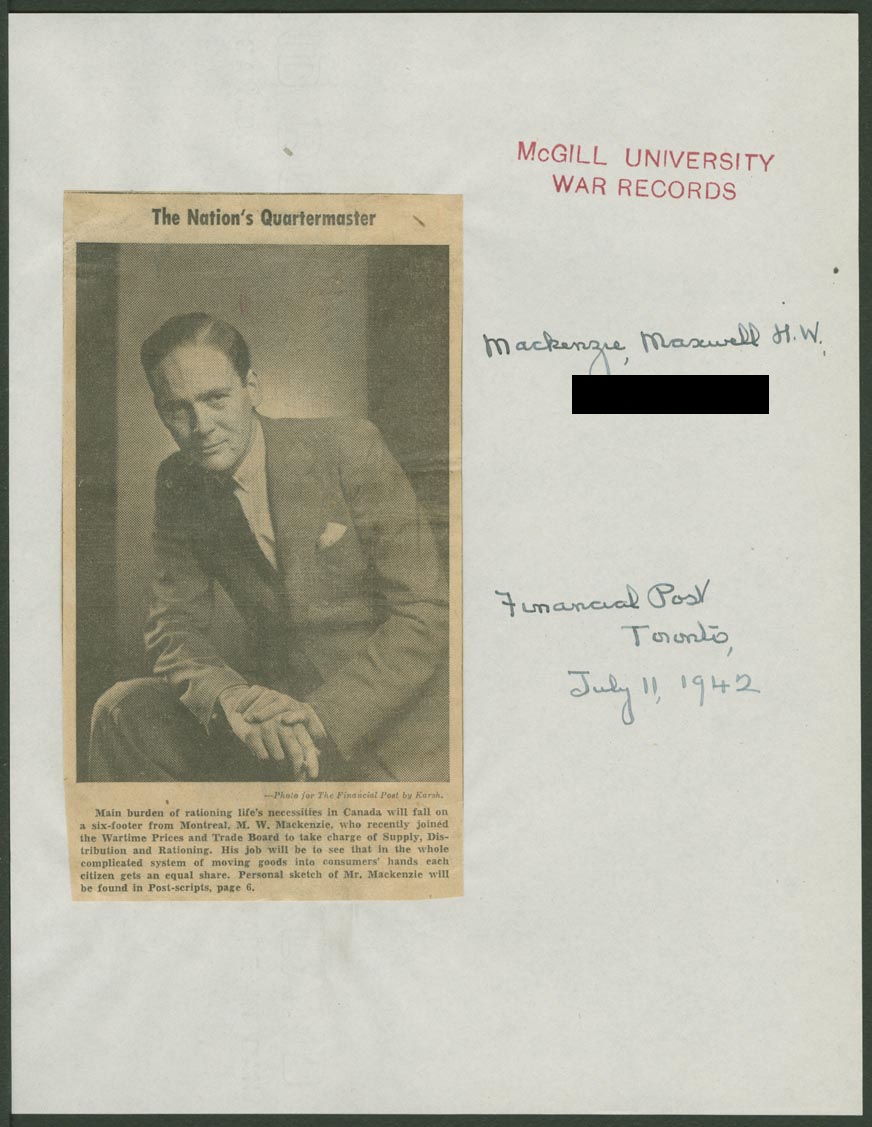 McGILL UNIVERSITY
WAR RECORDS
The Nation's Quartermaster
Mackenzie, Maxwell H.W.,
Financial Post
Toronto,
July 11, 1942
—Photo for The Financial Post by Karsh.
Main burden of rationing life's necessities in Canada will fall on
a six-footer from Montreal, M. W. Mackenzie, who recently joined
the Wartime Prices and Trade Board to take charge of Supply, Dis-
tribution and Rationing. His job will be to see that in the whole
complicated system of moving goods into consumers' hands each
citizen gets an equal share. Personal sketch of Mr. Mackenzie will
be found in Post-scripts, page 6.